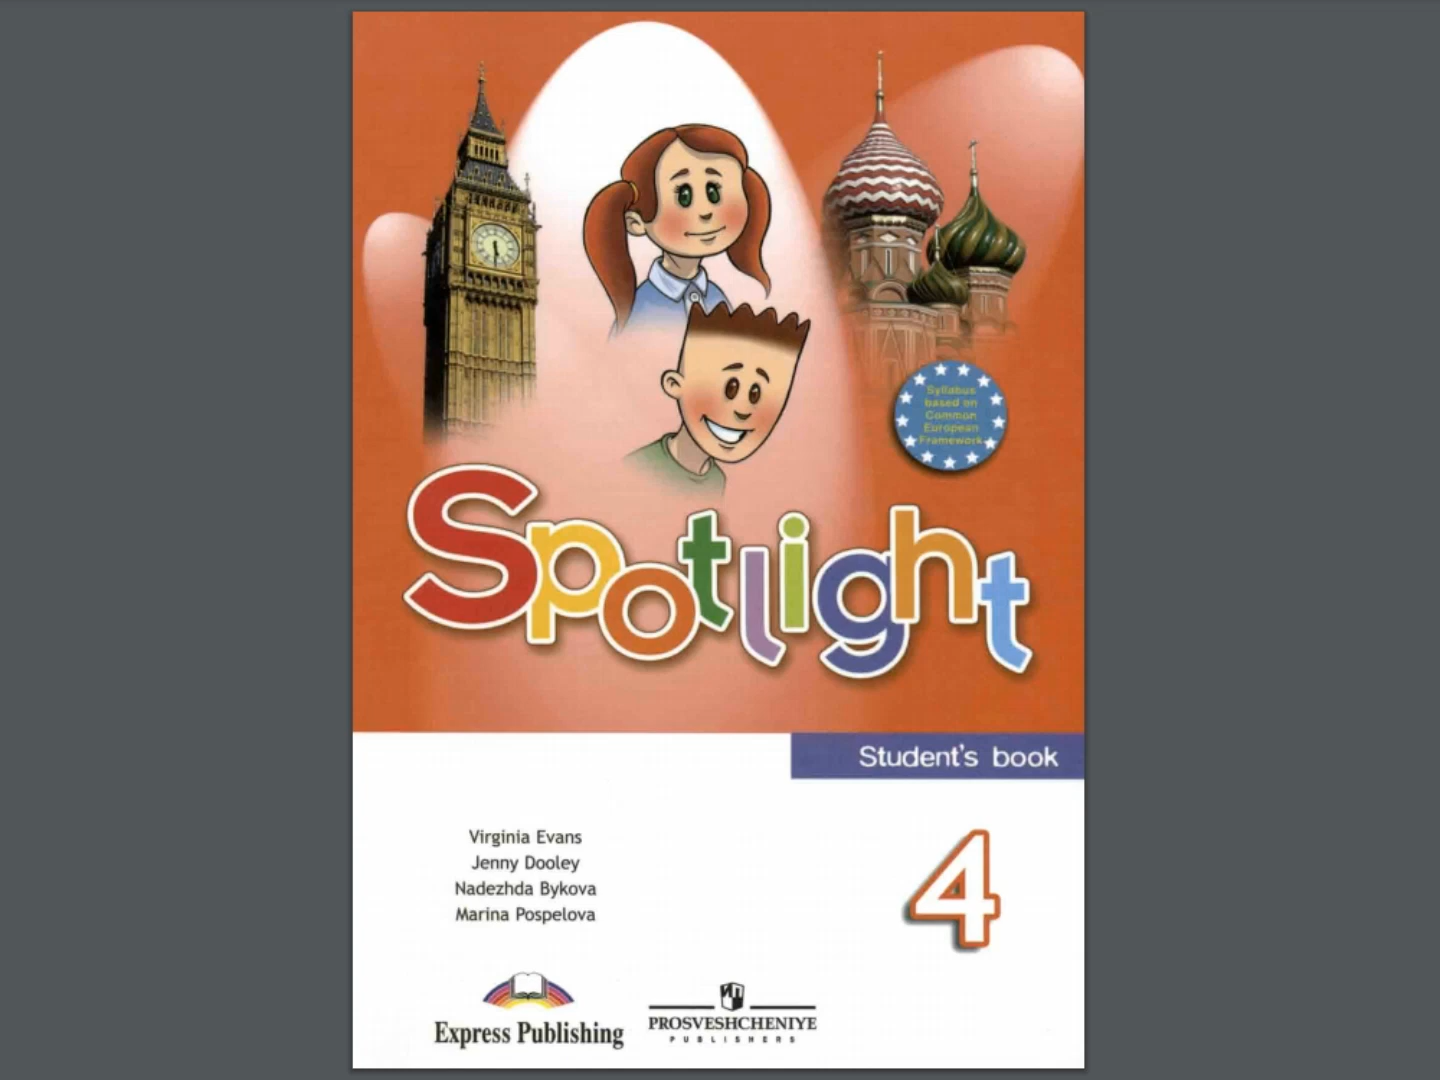 Syllabus
based on
Common
European
Framework
Spotlight
Student's book
Virginia Evans
Jenny Dooley
Nadezhda Bykova
Marina Pospelova
4
Express Publishing
PROSVESHCHENIYE
PUBLISHERS